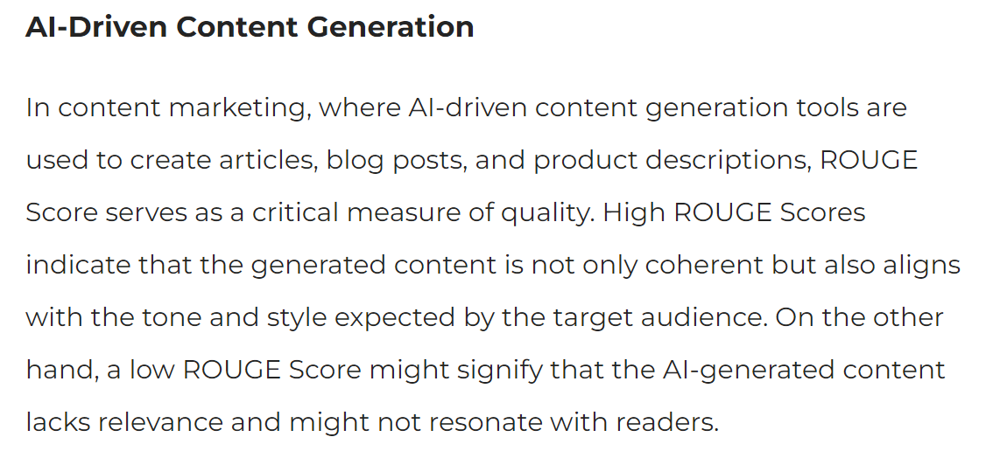 AI-Driven Content Generation
In content marketing, where AI-driven content generation tools are
used to create articles, blog posts, and product descriptions, ROUGE
Score serves as a critical measure of quality. High ROUGE Scores
indicate that the generated content is not only coherent but also aligns
with the tone and style expected by the target audience. On the other
hand, a low ROUGE Score might signify that the AI-generated content
lacks relevance and might not resonate with readers.